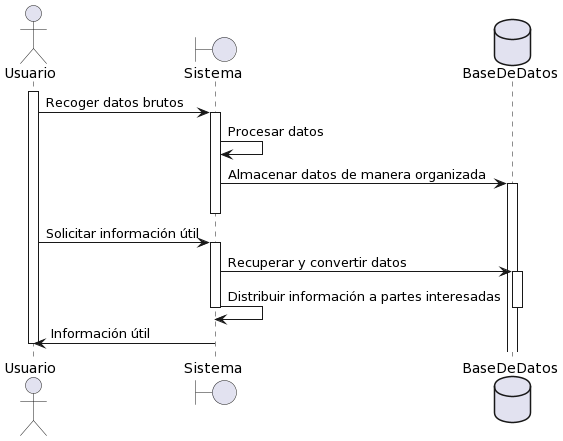 Usuario
Sistema
BaseDeDatos
Recoger datos brutos
Procesar datos
Almacenar datos de manera organizada
Solicitar información útil
Recuperar y convertir datos
Distribuir información a partes interesadas
Información útil
Usuario
Sistema
BaseDeDatos